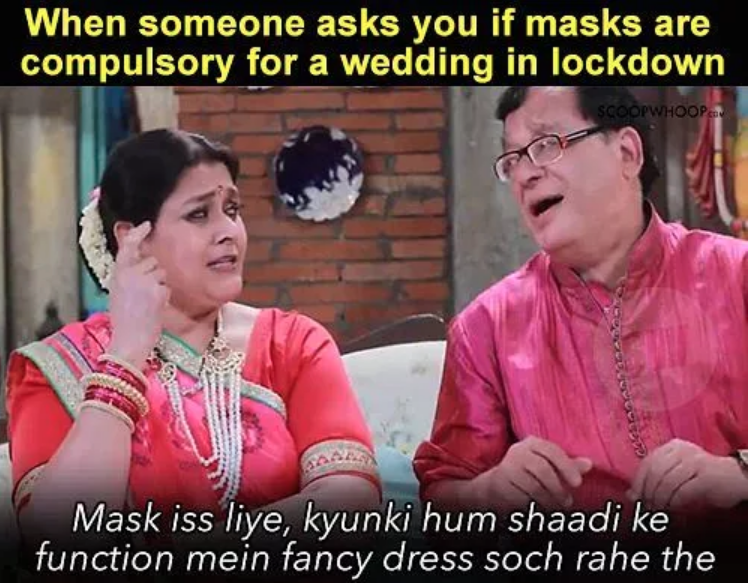 When someone asks you if masks are
compulsory for a wedding in lockdown
SCOOPWHOOP.COM
Mask iss liye, kyunki hum shaadi ke
function mein fancy dress soch rahe the